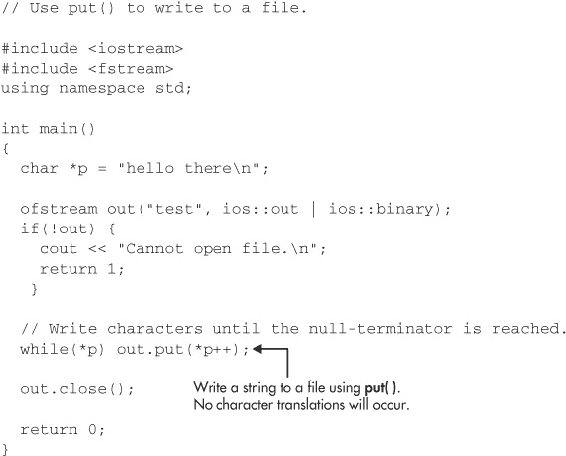 // Use put() to write to a file.
#include <iostream>
#include <fstream>
using namespace std;
int main()
{
char *p = "hello there\n";
ofstream out("test", ios::out | ios::binary);
if(!out) {
cout << "Cannot open file.\n";
return 1;
}
// Write characters until the null-terminator is reached.
while(*p) out.put(*p++);
out.close();
Write a string to a file using put( ).
No character translations will occur.
return 0;
}